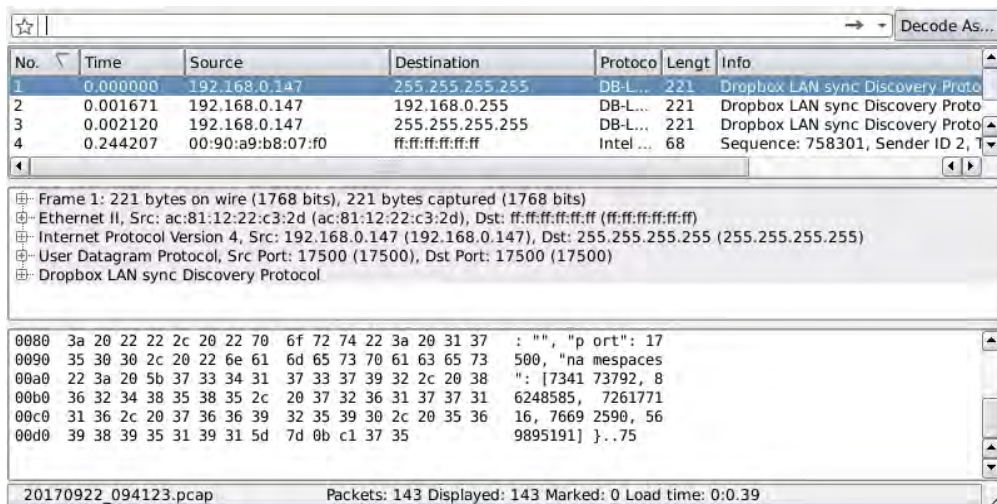 Decode As...
No. Time Source Destination Protoco Lengt Info
1 0.000000 192.168.0.147 255.255.255.255 DB-L... 221 Dropbox LAN sync Discovery Proto
2 0.001671 192.168.0.147 192.168.0.255 DB-L... 221 Dropbox LAN sync Discovery Proto
3 0.002120 192.168.0.147 255.255.255.255 DB-L... 221 Dropbox LAN sync Discovery Proto
4 0.244207 00:90:a9:b8:07:f0 ff:ff:ff:ff:ff:ff Intel ... 68 Sequence: 758301, Sender ID 2, T
Frame 1: 221 bytes on wire (1768 bits), 221 bytes captured (1768 bits)
Ethernet II, Src: ac:81:12:22:c3:2d (ac:81:12:22:c3:2d), Dst: ff:ff:ff:ff:ff:ff (ff:ff:ff:ff:ff:ff)
Internet Protocol Version 4, Src: 192.168.0.147 (192.168.0.147), Dst: 255.255.255.255 (255.255.255.255)
User Datagram Protocol, Src Port: 17500 (17500), Dst Port: 17500 (17500)
Dropbox LAN sync Discovery Protocol
0080 3a 20 22 22 2c 20 22 70 6f 72 74 22 3a 20 31 37 : "", "p ort": 17
0090 35 30 30 2c 20 22 6e 61 6d 65 73 70 61 63 65 73 500, "na mespaces
00a0 22 3a 20 5b 37 33 34 31 37 33 37 39 32 2c 20 38 ": [7341 73792, 8
00b0 36 32 34 38 35 38 35 2c 20 37 32 36 31 37 37 31 6248585, 7261771
00c0 31 36 2c 20 37 36 36 39 32 35 39 30 2c 20 35 36 16, 7669 2590, 56
00d0 39 38 39 35 31 39 31 5d 7d 0b c1 37 35 9895191] }..75
20170922_094123.pcap Packets: 143 Displayed: 143 Marked: 0 Load time: 0:0.39